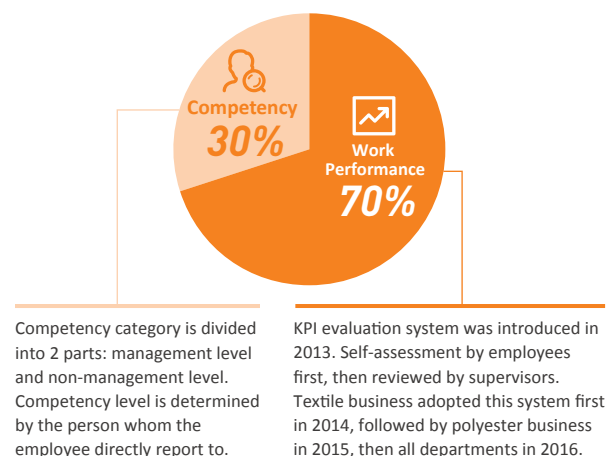 Competency
30%
Work
Performance
70%
Competency category is divided
into 2 parts: management level
and non-management level.
Competency level is determined
by the person whom the
employee directly report to.
KPI evaluation system was introduced in
2013. Self-assessment by employees
first, then reviewed by supervisors.
Textile business adopted this system first
in 2014, followed by polyester business
in 2015, then all departments in 2016.